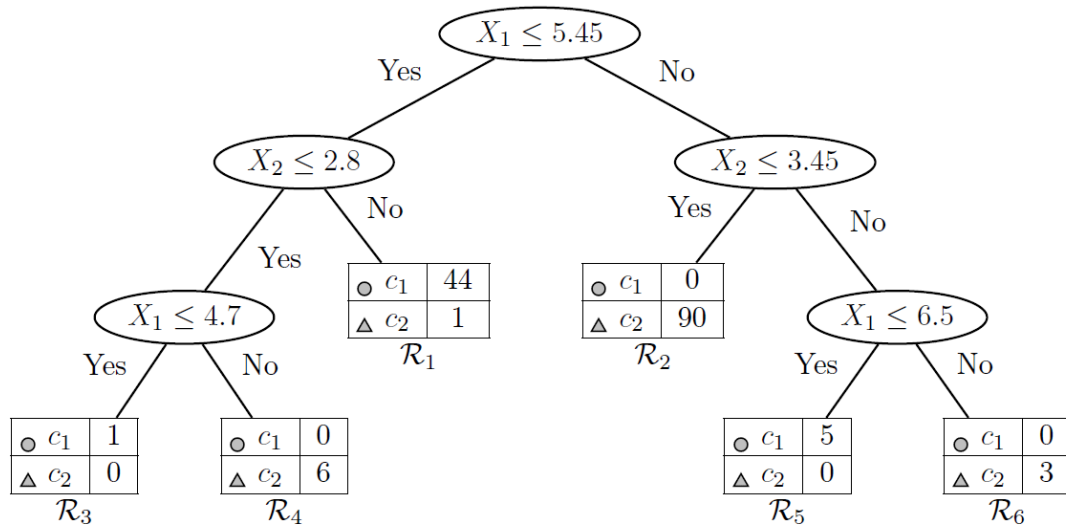 X₁ ≤ 5.45
Yes
No
X₂ ≤ 2.8
X₂ ≤ 3.45
Yes
No
Yes
No
X₁ ≤ 4.7
c₁ 44
c₂ 1
R₁
c₁ 0
c₂ 90
R₂
X₁ ≤ 6.5
Yes
No
Yes
No
c₁ 1
c₂ 0
R₃
c₁ 0
c₂ 6
R₄
c₁ 5
c₂ 0
R₅
c₁ 0
c₂ 3
R₆